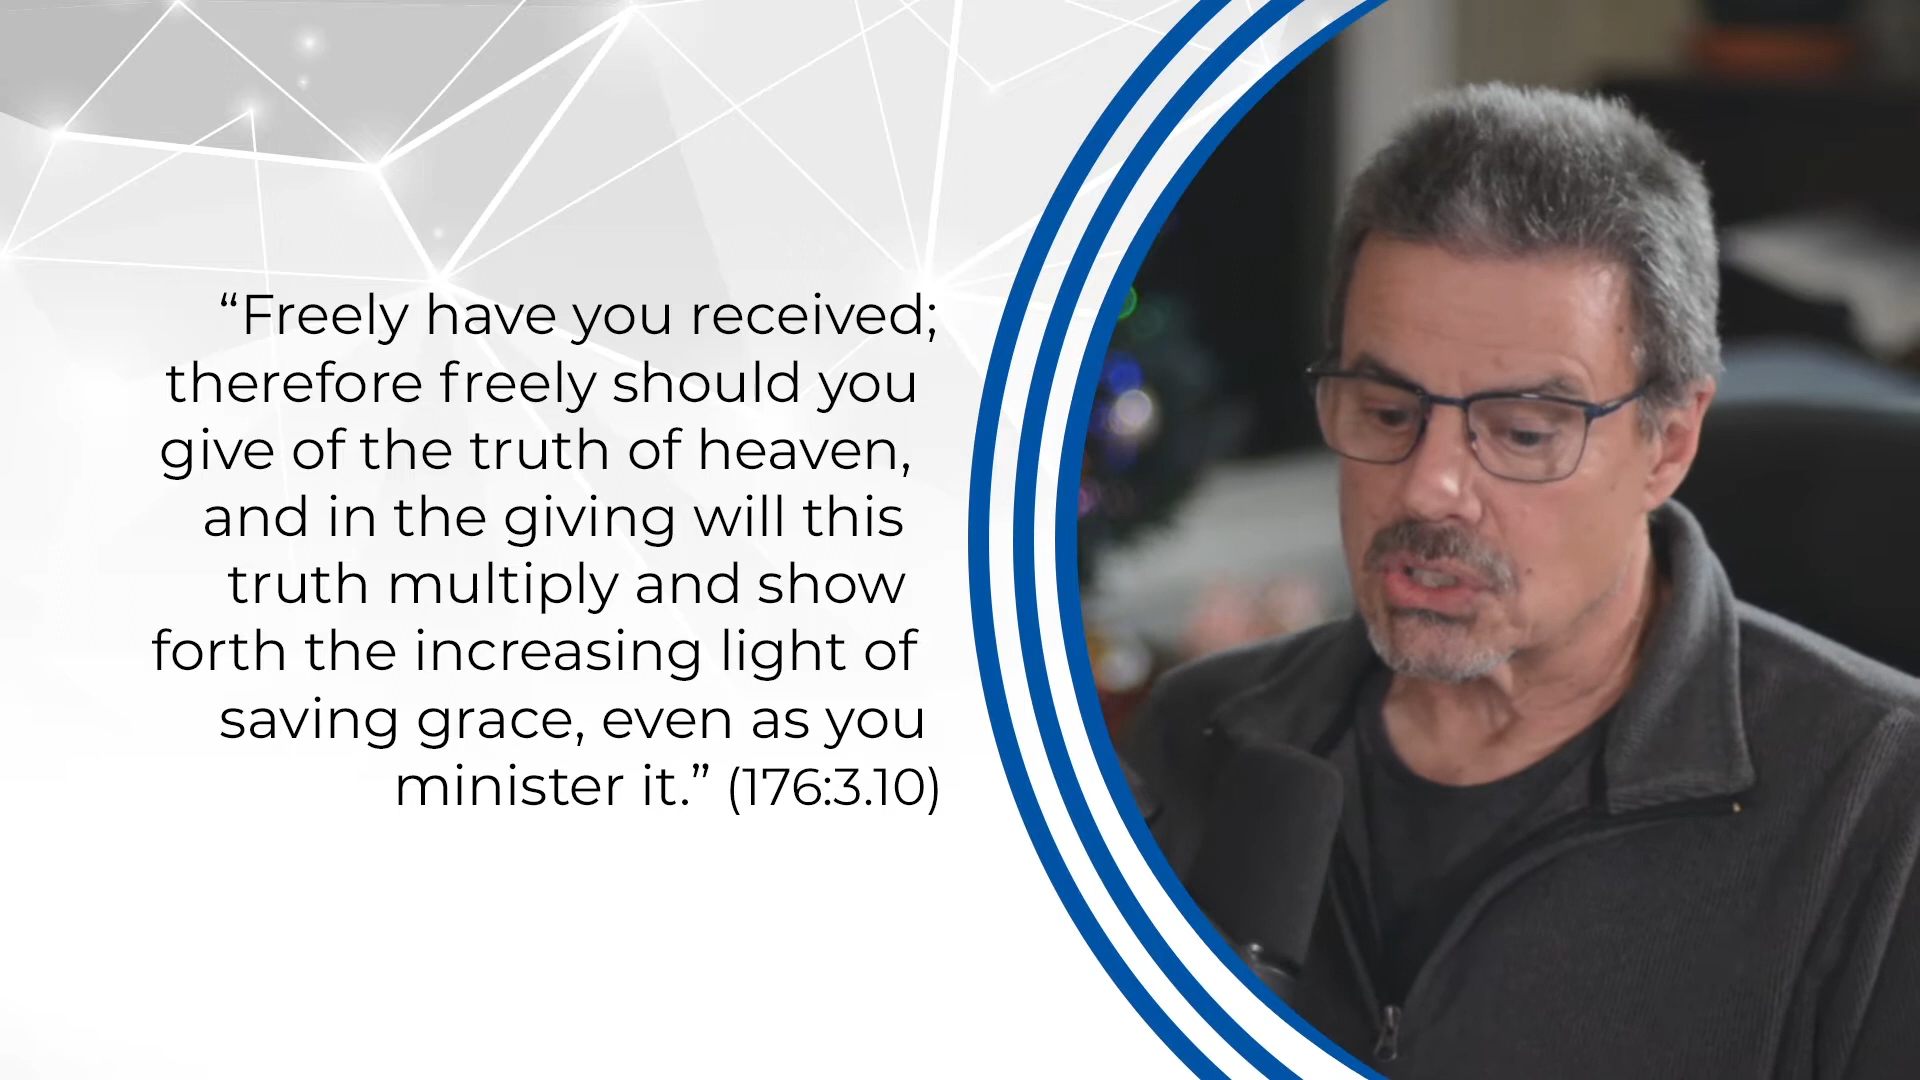 “Freely have you received;
therefore freely should you
give of the truth of heaven,
and in the giving will this
truth multiply and show
forth the increasing light of
saving grace, even as you
minister it.” (176:3.10)